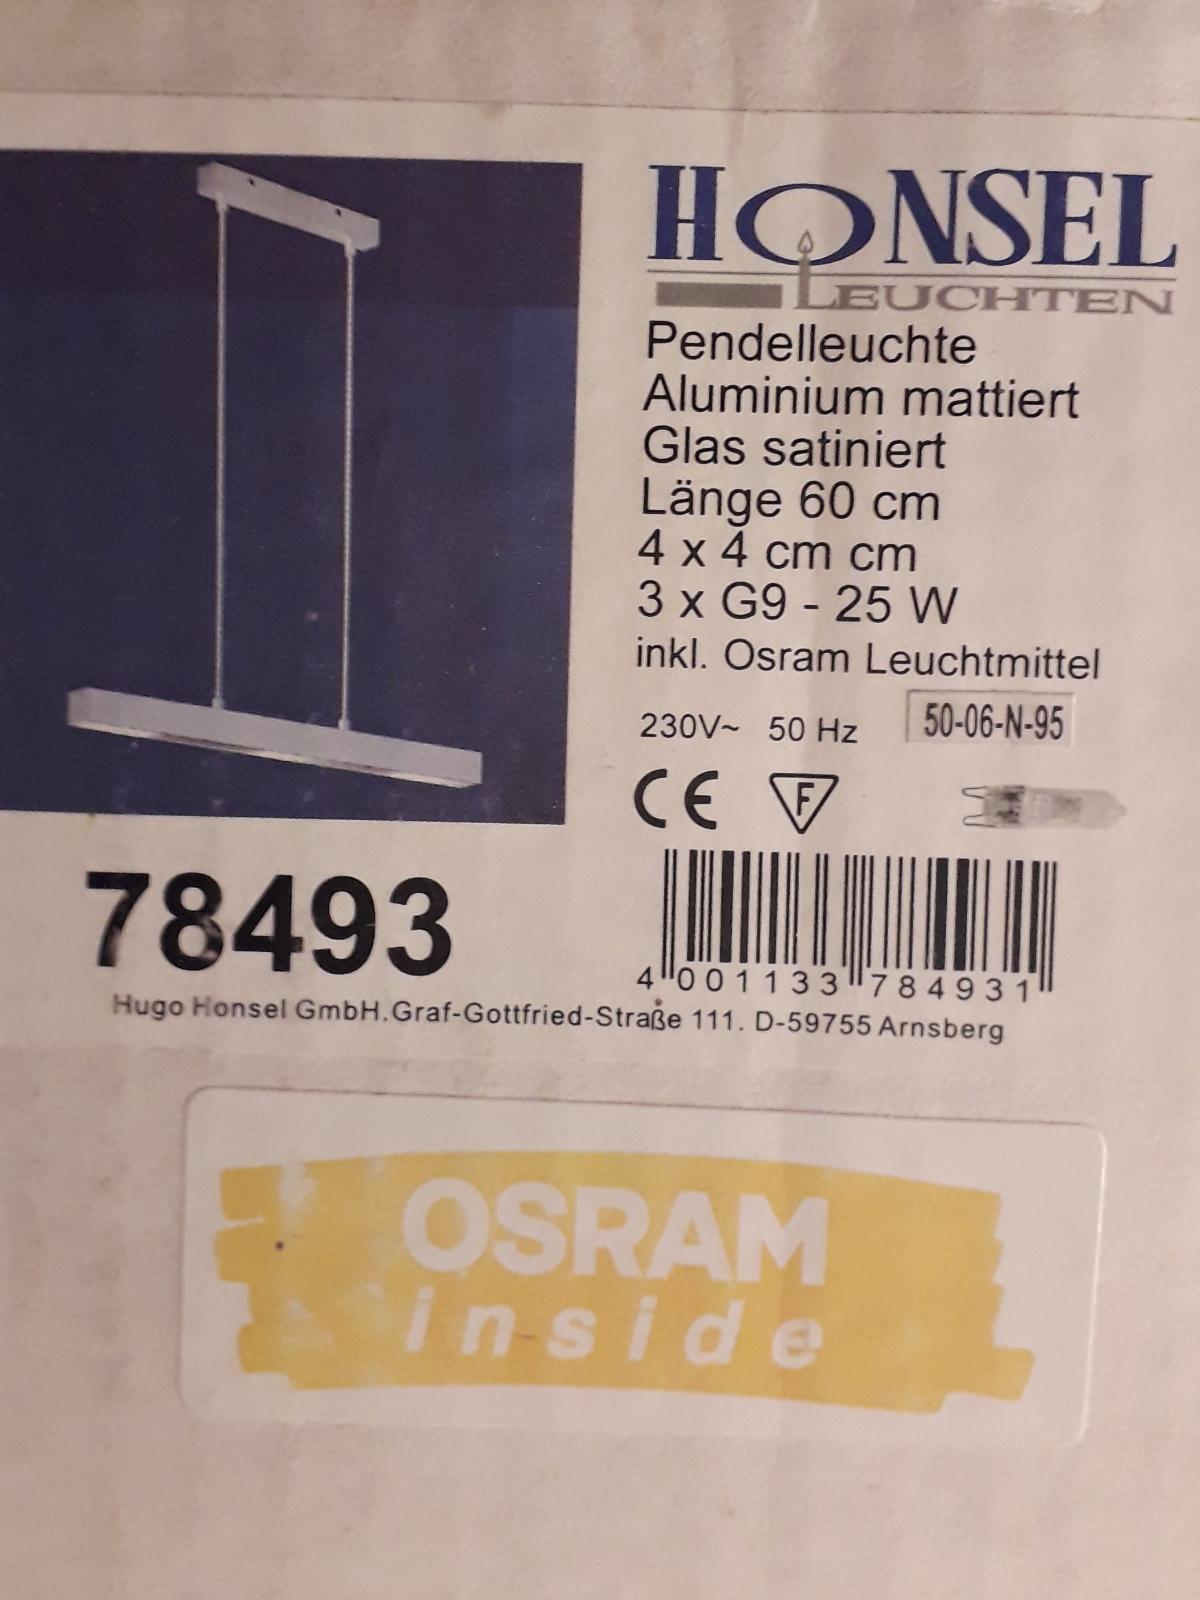 HONSEL
LEUCHTEN
Pendelleuchte
Aluminium mattiert
Glas satiniert
Länge 60 cm
4 x 4 cm cm
3 x G9 - 25 W
inkl. Osram Leuchtmittel
230V~ 50 Hz 50-06-N-95
CE F
78493
4 001133 784931
Hugo Honsel GmbH.Graf-Gottfried-Straße 111. D-59755 Arnsberg
OSRAM
inside